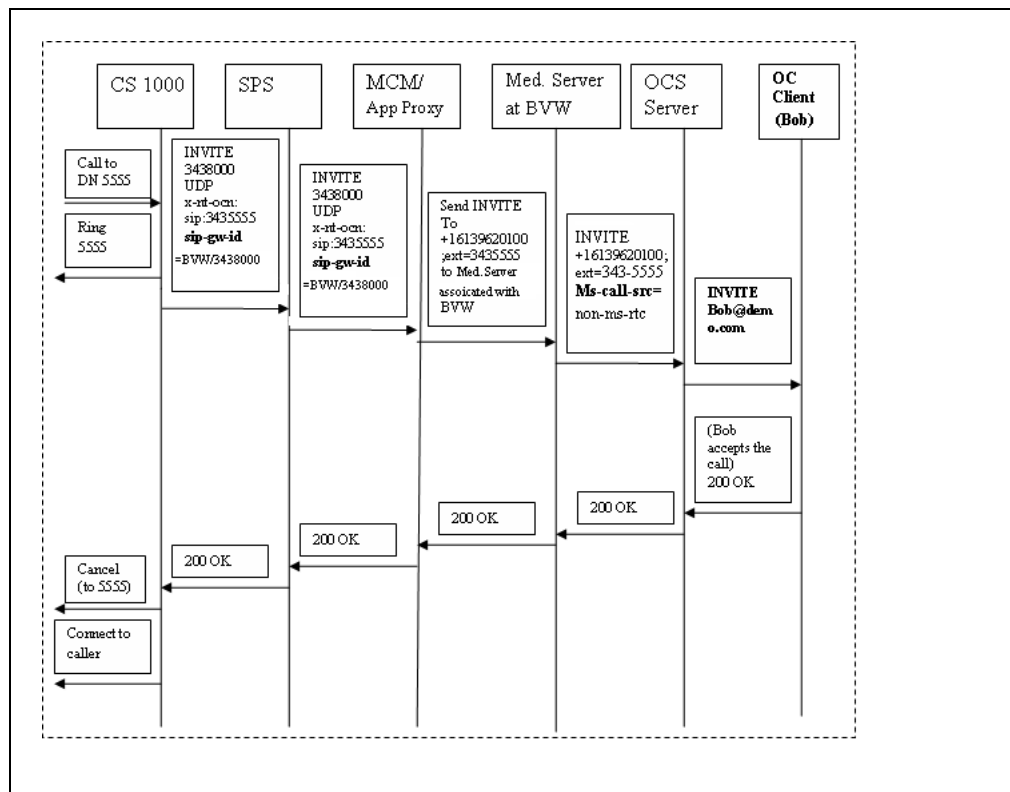 CS 1000
SPS
MCM/
App Proxy
Med. Server
at BVW
OCS
Server
OC
Client
(Bob)
Call to
DN 5555
Ring
5555
INVITE
3438000
UDP
x-nt-ocn:
sip:3435555
sip-gw-id
=BVW/3438000
INVITE
3438000
UDP
x-nt-ocn:
sip:3435555
sip-gw-id
=BVW/3438000
Send INVITE
To
+16139620100
;ext=3435555
to Med.Server
assoicated with
BVW
INVITE
+16139620100;
ext=343-5555
Ms-call-src=
non-ms-rtc
INVITE
Bob@dem
o.com
(Bob
accepts the
call)
200 OK
200 OK
200 OK
200 OK
200 OK
Cancel
(to 5555)
Connect to
caller